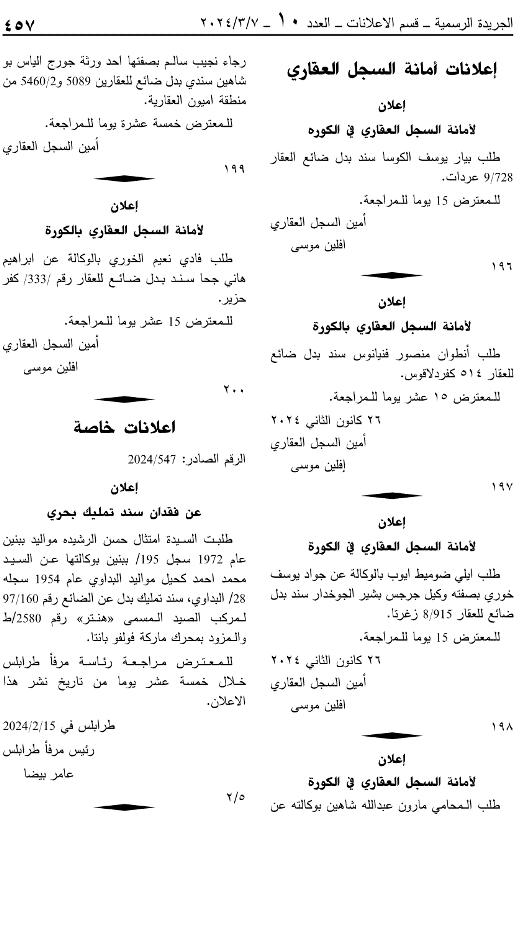 الجريدة الرسمية ــ قسم الاعلانات ــ العدد ١٠ ــ ٢٠٢٤/٣/٧
٤٥٧
إعلانات أمانة السجل العقاري
إعلان
لأمانة السجل العقاري في الكوره
طلب بيار يوسف الكوسا سند بدل ضائع العقار
9/728 عردات.
للمعترض 15 يوما للمراجعة.
أمين السجل العقاري
افلين موسى
١٩٦
إعلان
لأمانة السجل العقاري بالكورة
طلب أنطوان منصور فنيانوس سند بدل ضائع
للعقار ٥١٤ كفردلاقوس.
للمعترض ١٥ عشر يوما للمراجعة.
٢٦ كانون الثاني ٢٠٢٤
أمين السجل العقاري
إفلين موسى
١٩٧
إعلان
لأمانة السجل العقاري في الكورة
طلب ايلي ضوميط ايوب بالوكالة عن جواد يوسف
خوري بصفته وكيل جرجس بشير الجوخدار سند بدل
ضائع للعقار 8/915 زغرتا.
للمعترض 15 يوما للمراجعة.
٢٦ كانون الثاني ٢٠٢٤
أمين السجل العقاري
افلين موسى
١٩٨
إعلان
لأمانة السجل العقاري في الكورة
طلب المحامي مارون عبدالله شاهين بوكالته عن
رجاء نجيب سالم بصفتها احد ورثة جورج الياس بو
شاهين سندي بدل ضائع للعقارين 5089 و5460/2 من
منطقة اميون العقارية.
للمعترض خمسة عشرة يوما للمراجعة.
أمين السجل العقاري
١٩٩
إعلان
لأمانة السجل العقاري بالكورة
طلب فادي نعيم الخوري بالوكالة عن ابراهيم
هاني جحا سند بدل ضائع للعقار رقم /333/ كفر
حزير.
للمعترض 15 عشر يوما للمراجعة.
أمين السجل العقاري
افلين موسى
٢٠٠
اعلانات خاصة
الرقم الصادر: 2024/547
إعلان
عن فقدان سند تمليك بحري
طلبت السيدة امتثال حسن الرشيده مواليد ببنين
عام 1972 سجل 195/ ببنين بوكالتها عن السيد
محمد احمد كحيل مواليد البداوي عام 1954 سجله
28/ البداوي، سند تمليك بدل عن الضائع رقم 97/160
لمركب الصيد المسمى «هنتر» رقم 2580/ط
والمزود بمحرك ماركة فولفو بانتا.
للمعترض مراجعة رئاسة مرفأ طرابلس
خلال خمسة عشر يوما من تاريخ نشر هذا
الاعلان.
طرابلس في 2024/2/15
رئيس مرفأ طرابلس
عامر بيضا
٢/٥